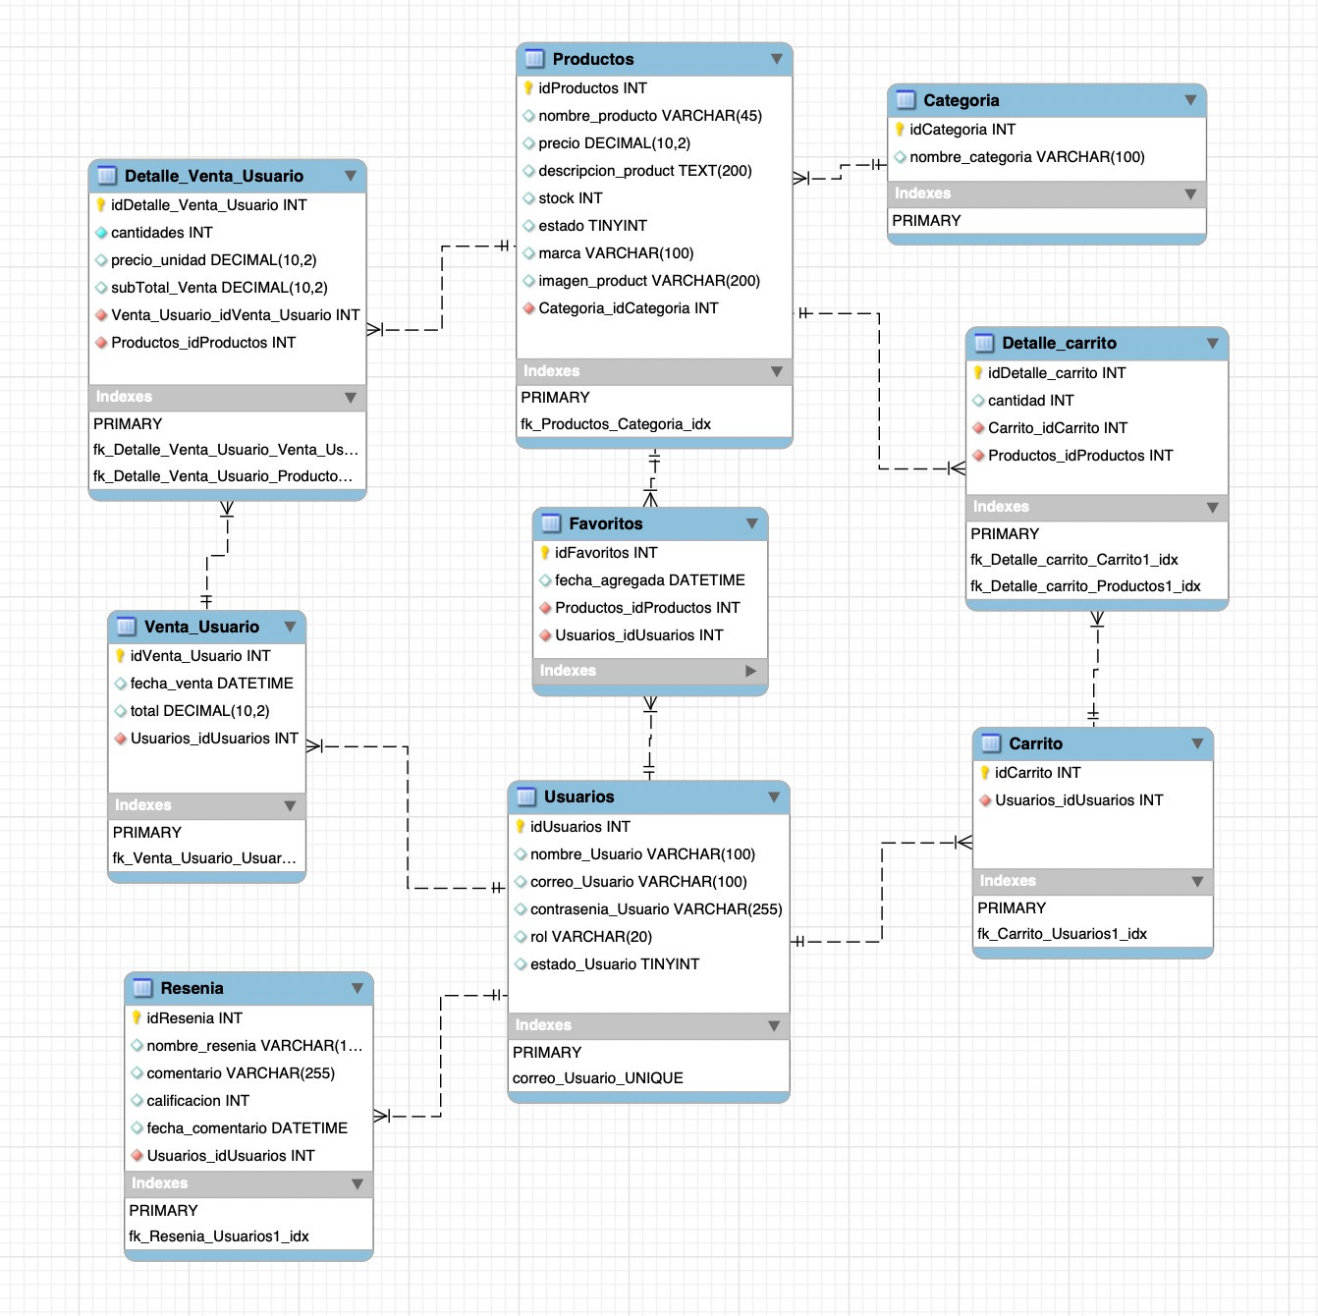 Productos
idProductos INT
nombre_producto VARCHAR(45)
precio DECIMAL(10,2)
descripcion_product TEXT(200)
stock INT
estado TINYINT
marca VARCHAR(100)
imagen_product VARCHAR(200)
Categoria_idCategoria INT
Indexes
PRIMARY
fk_Productos_Categoria_idx
Categoria
idCategoria INT
nombre_categoria VARCHAR(100)
Indexes
PRIMARY
Detalle_Venta_Usuario
idDetalle_Venta_Usuario INT
cantidades INT
precio_unidad DECIMAL(10,2)
subTotal_Venta DECIMAL(10,2)
Venta_Usuario_idVenta_Usuario INT
Productos_idProductos INT
Indexes
PRIMARY
fk_Detalle_Venta_Usuario_Venta_Us...
fk_Detalle_Venta_Usuario_Producto...
Detalle_carrito
idDetalle_carrito INT
cantidad INT
Carrito_idCarrito INT
Productos_idProductos INT
Indexes
PRIMARY
fk_Detalle_carrito_Carrito1_idx
fk_Detalle_carrito_Productos1_idx
Favoritos
idFavoritos INT
fecha_agregada DATETIME
Productos_idProductos INT
Usuarios_idUsuarios INT
Indexes
Venta_Usuario
idVenta_Usuario INT
fecha_venta DATETIME
total DECIMAL(10,2)
Usuarios_idUsuarios INT
Indexes
PRIMARY
fk_Venta_Usuario_Usuar...
Carrito
idCarrito INT
Usuarios_idUsuarios INT
Indexes
PRIMARY
fk_Carrito_Usuarios1_idx
Usuarios
idUsuarios INT
nombre_Usuario VARCHAR(100)
correo_Usuario VARCHAR(100)
contrasenia_Usuario VARCHAR(255)
rol VARCHAR(20)
estado_Usuario TINYINT
Indexes
PRIMARY
correo_Usuario_UNIQUE
Resenia
idResenia INT
nombre_resenia VARCHAR(1...
comentario VARCHAR(255)
calificacion INT
fecha_comentario DATETIME
Usuarios_idUsuarios INT
Indexes
PRIMARY
fk_Resenia_Usuarios1_idx